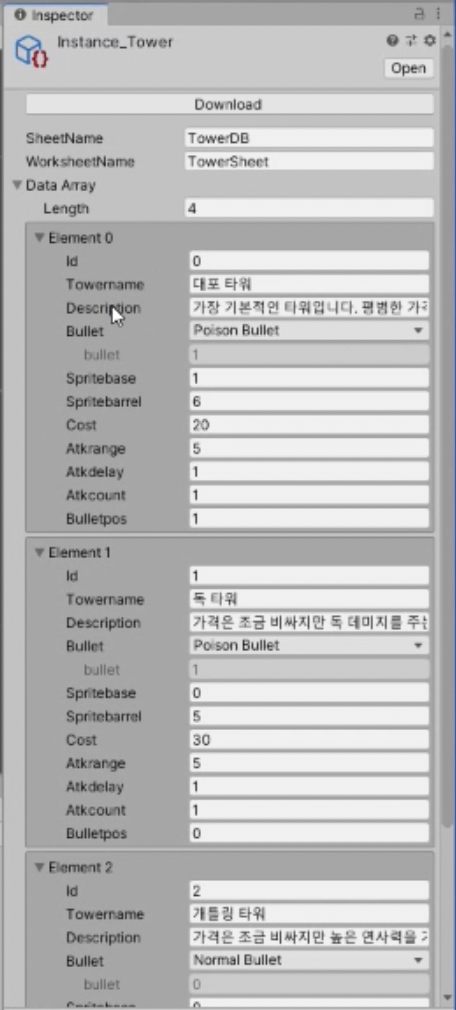 Inspector
Instance_Tower
Open
Download
SheetName TowerDB
WorksheetName TowerSheet
Data Array
Length 4
Element 0
Id 0
Towername 대포 타워
Description 가장 기본적인 타워입니다. 평범한
Bullet Poison Bullet
bullet 1
Spritebase 1
Spritebarrel 6
Cost 20
Atkrange 5
Atkdelay 1
Atkcount 1
Bulletpos 1
Element 1
Id 1
Towername 독 타워
Description 가격은 조금 비싸지만 독 데미지를
Bullet Poison Bullet
bullet 1
Spritebase 0
Spritebarrel 5
Cost 30
Atkrange 5
Atkdelay 1
Atkcount 1
Bulletpos 0
Element 2
Id 2
Towername 개틀링 타워
Description 가격은 조금 비싸지만 높은 연사력을
Bullet Normal Bullet
bullet 0